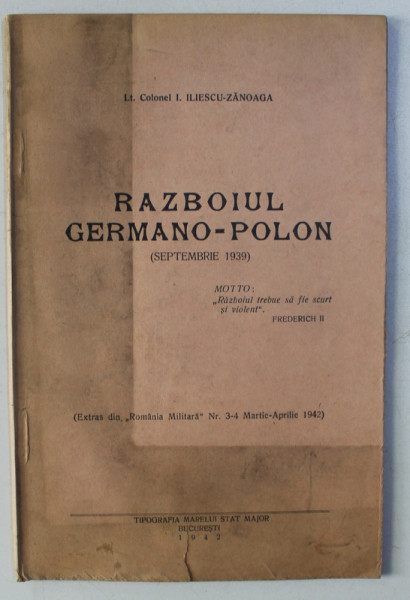 Lt. Colonel I. ILIESCU-ZĂNOAGA
RAZBOIUL
GERMANO-POLON
(SEPTEMBRIE 1939)
MOTTO:
„Războiul trebue să fie scurt
și violent".
FREDERICH II
(Extras din „România Militară" Nr. 3-4 Martie-Aprilie 1942)
TIPOGRAFIA MARELUI STAT MAJOR
BUCUREȘTI
1942